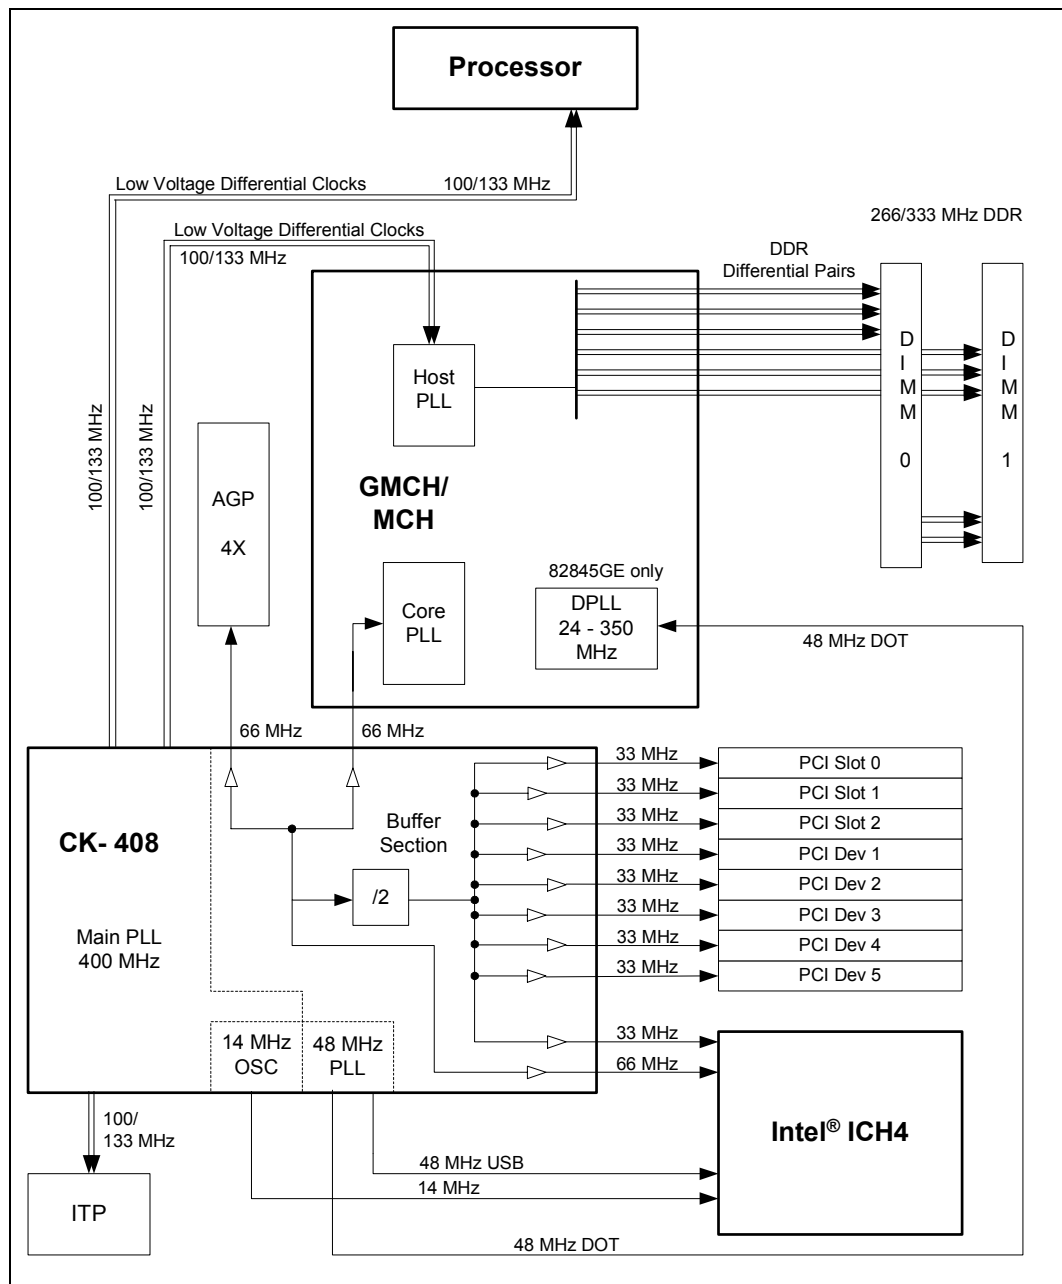 Processor
Low Voltage Differential Clocks
100/133 MHz
Low Voltage Differential Clocks
100/133 MHz
266/333 MHz DDR
DDR
Differential Pairs
100/133 MHz
100/133 MHz
Host
PLL
DIMM 0
DIMM 1
AGP
4X
GMCH/
MCH
82845GE only
Core
PLL
DPLL
24 - 350
MHz
48 MHz DOT
66 MHz
66 MHz
CK- 408
Main PLL
400 MHz
Buffer
Section
/2
33 MHz
PCI Slot 0
33 MHz
PCI Slot 1
33 MHz
PCI Slot 2
33 MHz
PCI Dev 1
33 MHz
PCI Dev 2
33 MHz
PCI Dev 3
33 MHz
PCI Dev 4
33 MHz
PCI Dev 5
14 MHz
OSC
48 MHz
PLL
33 MHz
66 MHz
Intel® ICH4
100/
133 MHz
48 MHz USB
14 MHz
ITP
48 MHz DOT